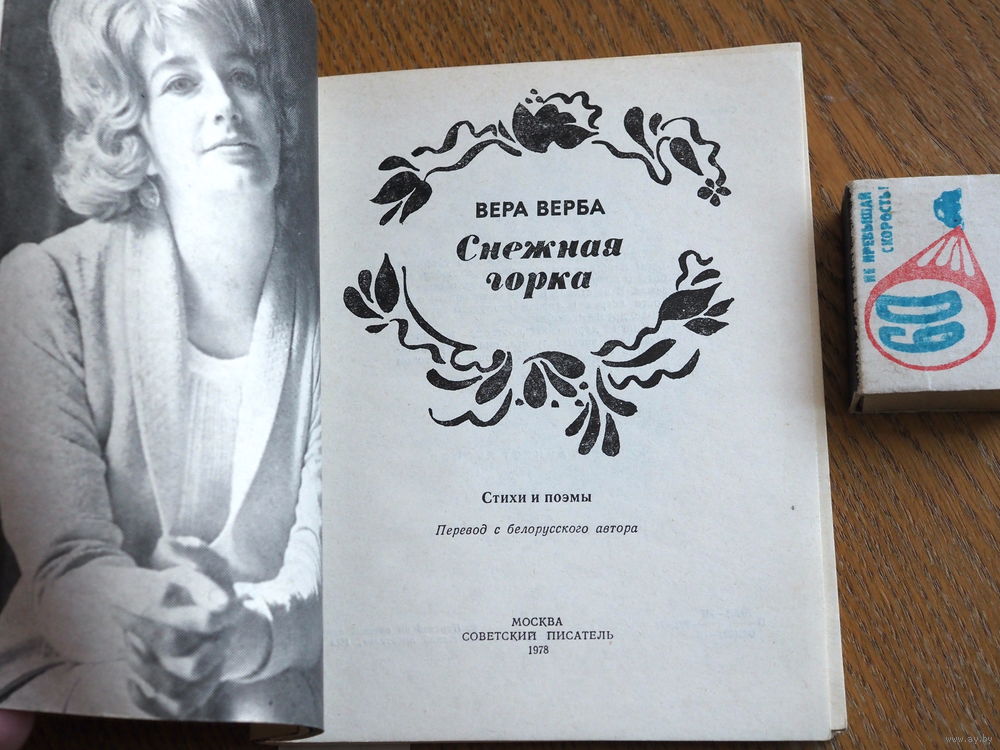 ВЕРА ВЕРБА
Снежная
горка
Стихи и поэмы
Перевод с белорусского автора
МОСКВА
СОВЕТСКИЙ ПИСАТЕЛЬ
1978
НЕ ПРЕВЫШАЙ
СКОРОСТЬ!
60
www.ay.by